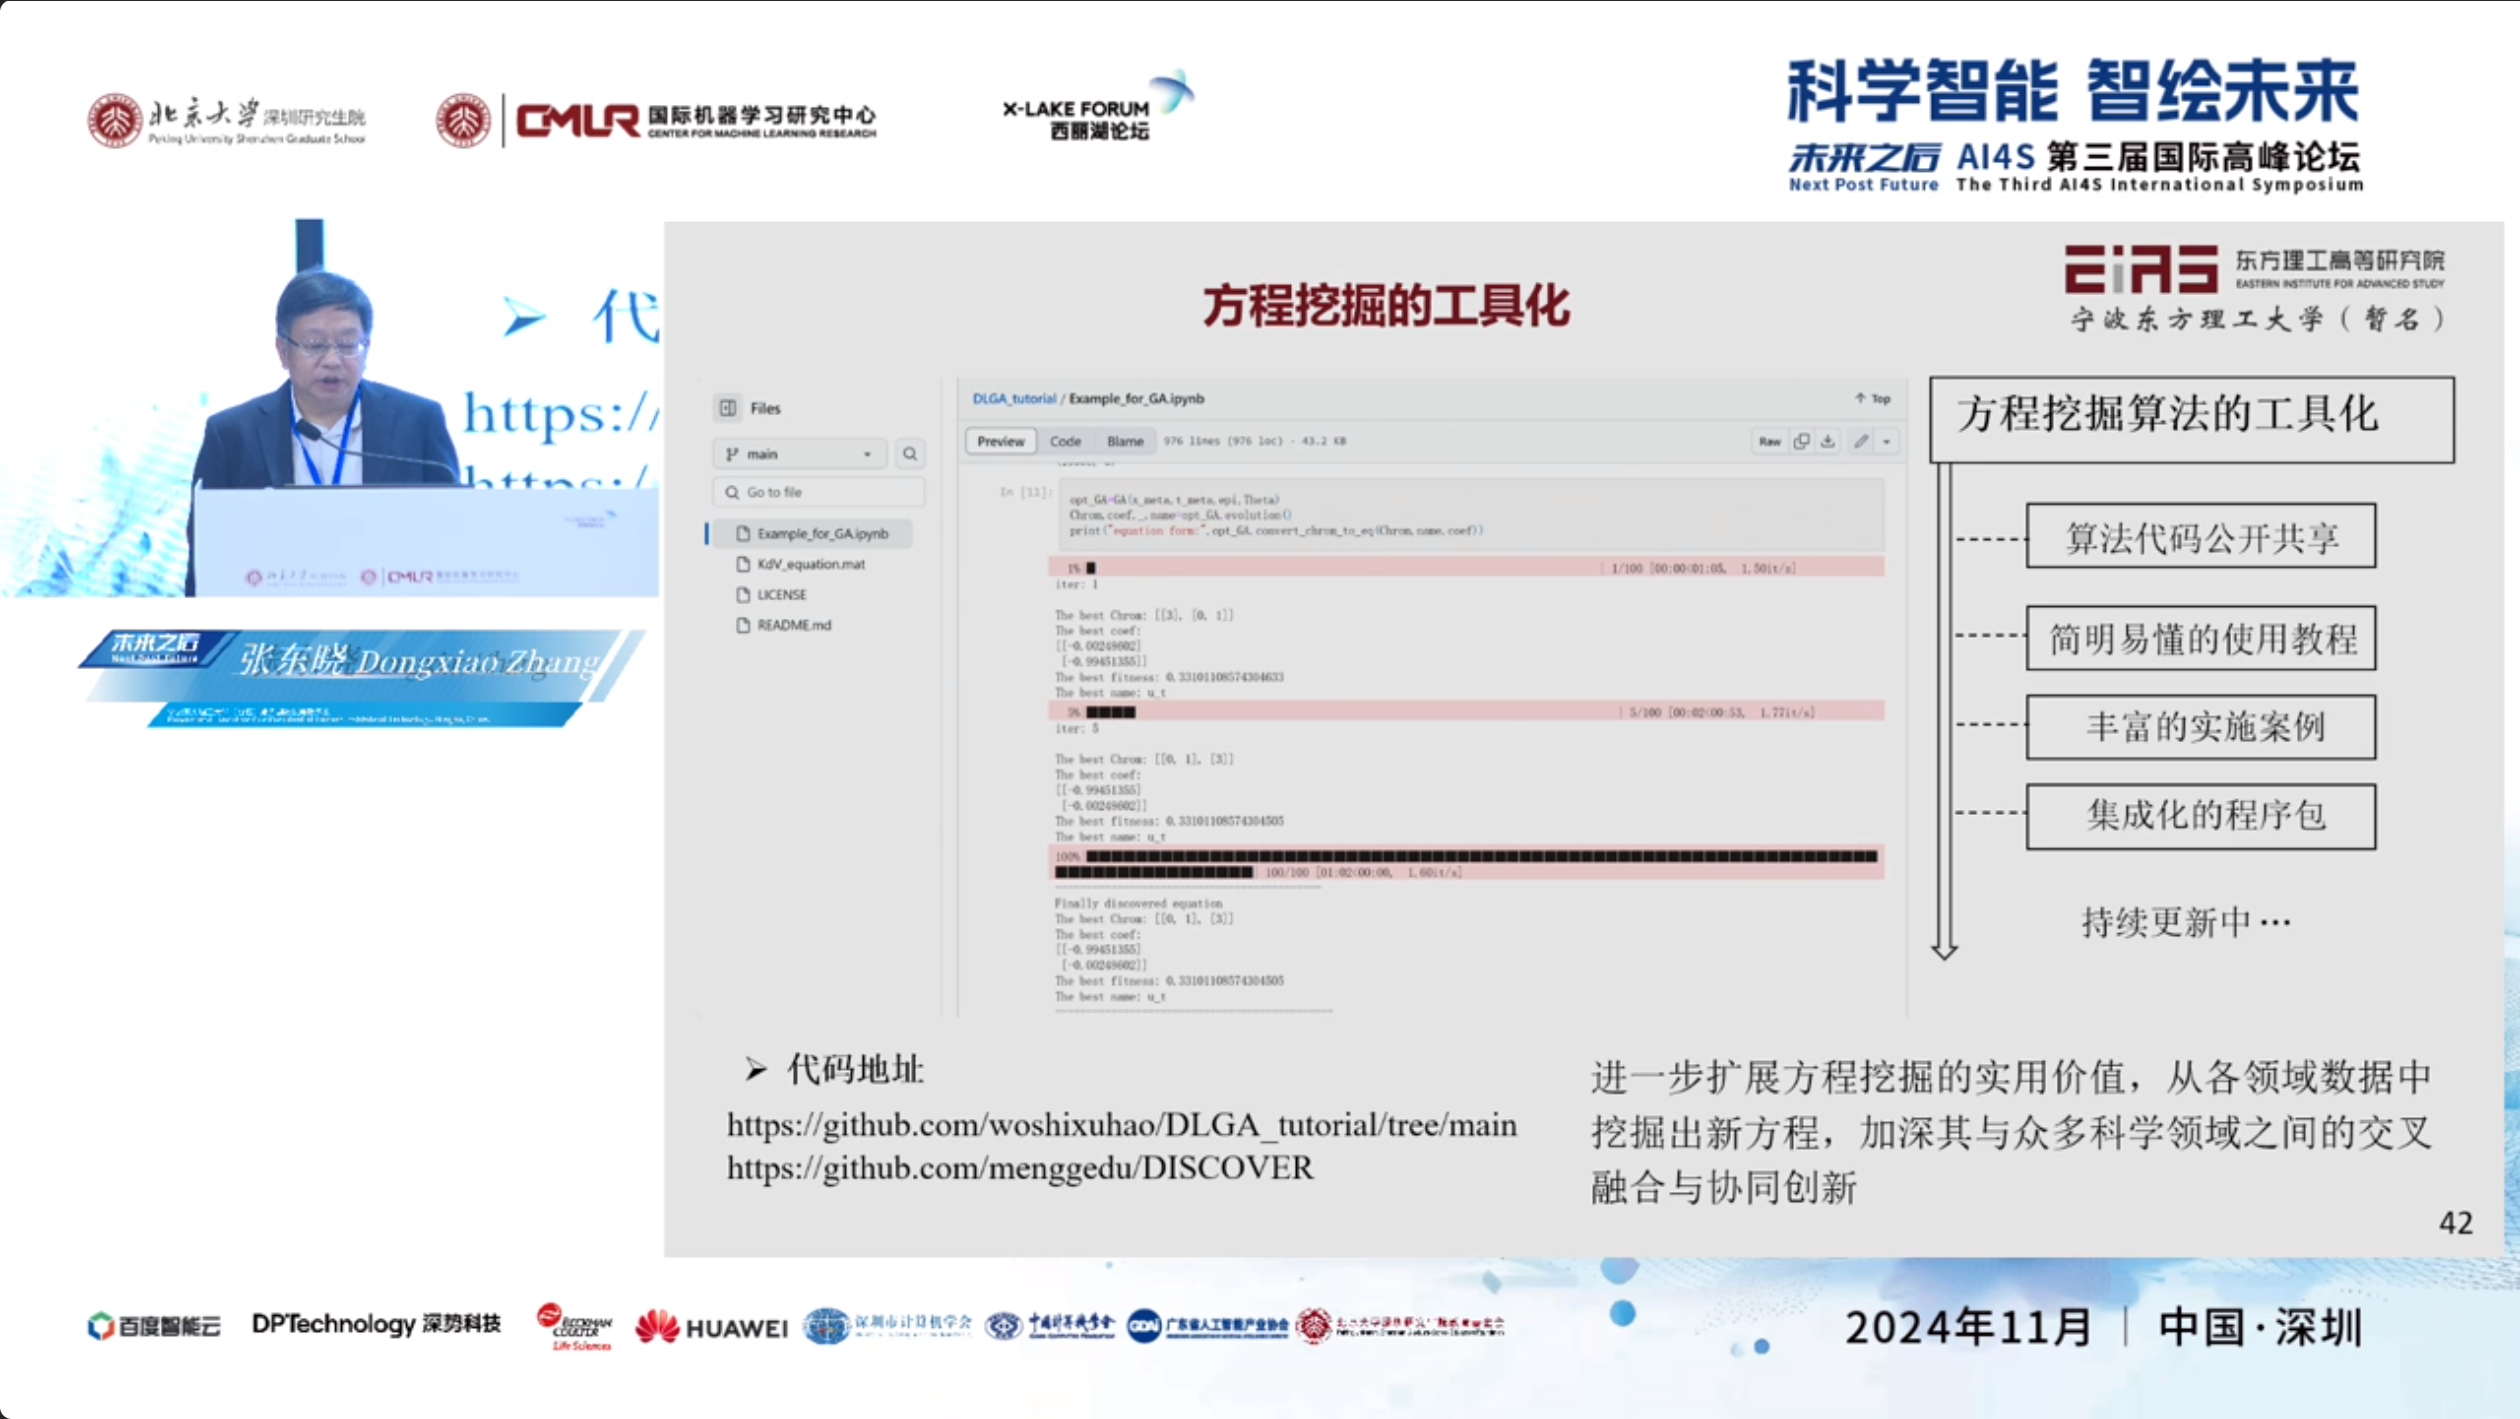 北京大学 深圳研究生院
Peking University Shenzhen Graduate School
CMLR 国际机器学习研究中心
CENTER FOR MACHINE LEARNING RESEARCH
X-LAKE FORUM
西丽湖论坛
科学智能 智绘未来
未来之后 AI4S 第三届国际高峰论坛
Next Post Future The Third AI4S International Symposium
➢ 代
https:/
https:/
CMLR
未来之后
Next Post Future
张东晓 Dongxiao Zhang
EIAS 东方理工高等研究院
EASTERN INSTITUTE FOR ADVANCED STUDY
宁波东方理工大学（暂名）
方程挖掘的工具化
Files
main
Go to file
Example_for_GA.ipynb
KdV_equation.mat
LICENSE
README.md
DLGA_tutorial / Example_for_GA.ipynb
Top
Preview Code Blame 976 lines (976 loc) · 43.2 KB
Raw
In [11]:
opt_GA=GA(x_meta,t_meta,epi,Theta)
Chrom,coef,_,name=opt_GA.evolution()
print("equation form:",opt_GA.convert_chrom_to_eq(Chrom,name,coef))
1% 1/100 [00:00<01:05, 1.50it/s]
iter: 1
The best Chrom: [[3], [0, 1]]
The best coef:
[[-0.00248602]
[-0.99451355]]
The best fitness: 0.33101108574304633
The best name: u_t
5% 5/100 [00:02<00:53, 1.77it/s]
iter: 5
The best Chrom: [[0, 1], [3]]
The best coef:
[[-0.99451355]
[-0.00248602]]
The best fitness: 0.33101108574304505
The best name: u_t
100%
100/100 [01:02<00:00, 1.60it/s]
Finally discovered equation
The best Chrom: [[0, 1], [3]]
The best coef:
[[-0.99451355]
[-0.00248602]]
The best fitness: 0.33101108574304505
The best name: u_t
方程挖掘算法的工具化
算法代码公开共享
简明易懂的使用教程
丰富的实施案例
集成化的程序包
持续更新中…
➢ 代码地址
https://github.com/woshixuhao/DLGA_tutorial/tree/main
https://github.com/menggedu/DISCOVER
进一步扩展方程挖掘的实用价值，从各领域数据中
挖掘出新方程，加深其与众多科学领域之间的交叉
融合与协同创新
42
百度智能云
DPTechnology 深势科技
BECKMAN
COULTER
Life Sciences
HUAWEI
深圳市计算机学会
广东省人工智能产业协会
2024年11月 | 中国·深圳